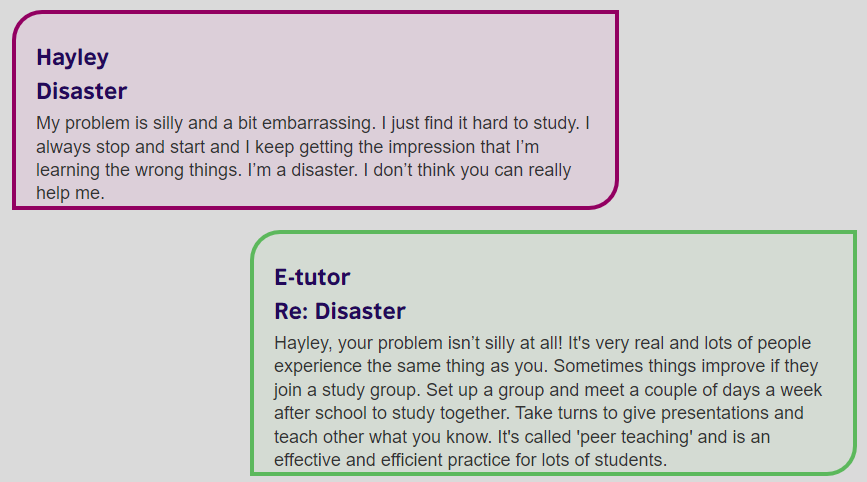 Hayley
Disaster
My problem is silly and a bit embarrassing. I just find it hard to study. I
always stop and start and I keep getting the impression that I’m
learning the wrong things. I’m a disaster. I don’t think you can really
help me.
E-tutor
Re: Disaster
Hayley, your problem isn’t silly at all! It's very real and lots of people
experience the same thing as you. Sometimes things improve if they
join a study group. Set up a group and meet a couple of days a week
after school to study together. Take turns to give presentations and
teach other what you know. It's called 'peer teaching' and is an
effective and efficient practice for lots of students.